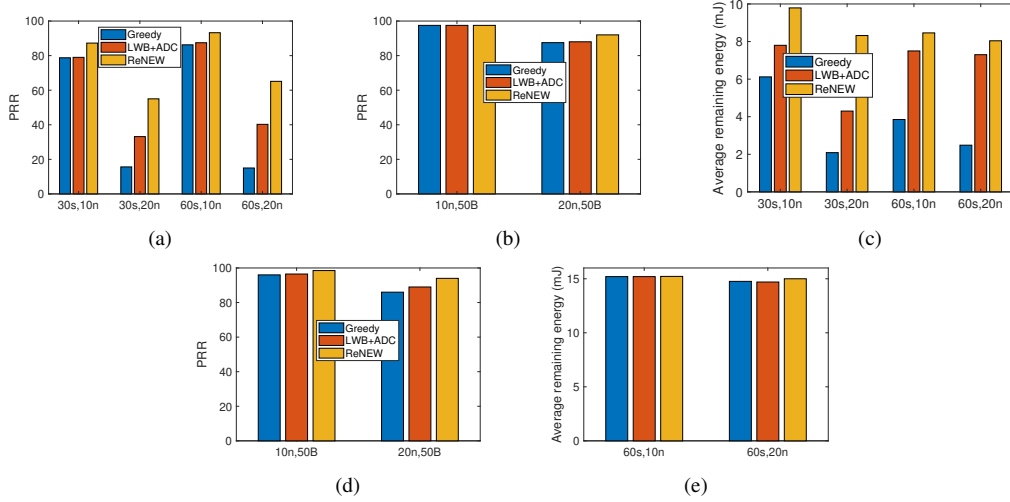 100
80
60
40
20
0
PRR
Greedy
LWB+ADC
ReNEW
30s,10n
30s,20n
60s,10n
60s,20n
(a)
100
80
60
40
20
0
PRR
Greedy
LWB+ADC
ReNEW
10n,50B
20n,50B
(b)
10
8
6
4
2
0
Average remaining energy (mJ)
Greedy
LWB+ADC
ReNEW
30s,10n
30s,20n
60s,10n
60s,20n
(c)
100
80
60
40
20
0
PRR
Greedy
LWB+ADC
ReNEW
10n,50B
20n,50B
(d)
15
10
5
0
Average remaining energy (mJ)
60s,10n
60s,20n
(e)